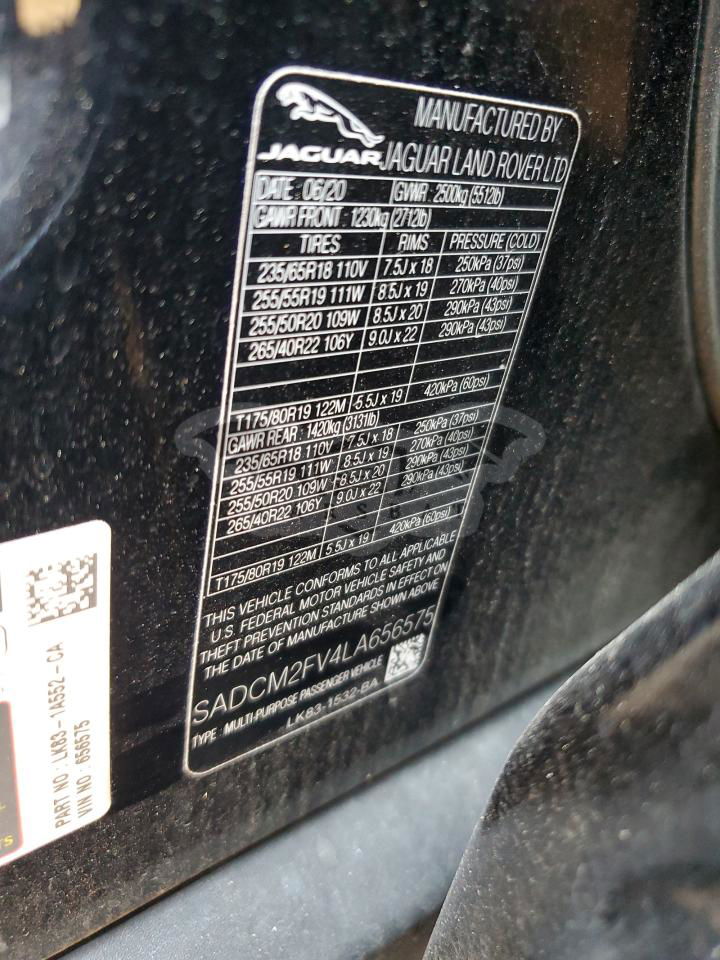 MANUFACTURED BY
JAGUAR JAGUAR LAND ROVER LTD
DATE 06/20 GVWR 2500kg (5512lb)
GAWR FRONT 1230kg (2712lb)
TIRES RIMS PRESSURE (COLD)
235/65R18 110V 7.5J x 18 250kPa (37psi)
255/55R19 111W 8.5J x 19 270kPa (40psi)
255/50R20 109W 8.5J x 20 290kPa (43psi)
265/40R22 106Y 9.0J x 22 290kPa (43psi)
T175/80R19 122M 5.5J x 19 420kPa (60psi)
GAWR REAR : 1420kg (3131lb)
235/65R18 110V 7.5J x 18 250kPa (37psi)
255/55R19 111W 8.5J x 19 270kPa (40psi)
255/50R20 109W 8.5J x 20 290kPa (43psi)
265/40R22 106Y 9.0J x 22 290kPa (43psi)
T175/80R19 122M 5.5J x 19 420kPa (60psi)
THIS VEHICLE CONFORMS TO ALL APPLICABLE
U.S. FEDERAL MOTOR VEHICLE SAFETY AND
THEFT PREVENTION STANDARDS IN EFFECT ON
THE DATE OF MANUFACTURE SHOWN ABOVE
SADCM2FV4LA656575
TYPE : MULTI-PURPOSE PASSENGER VEHICLE
LK83-1532-BA
PART NO : LK83-1A552-CA
VIN NO : 656575